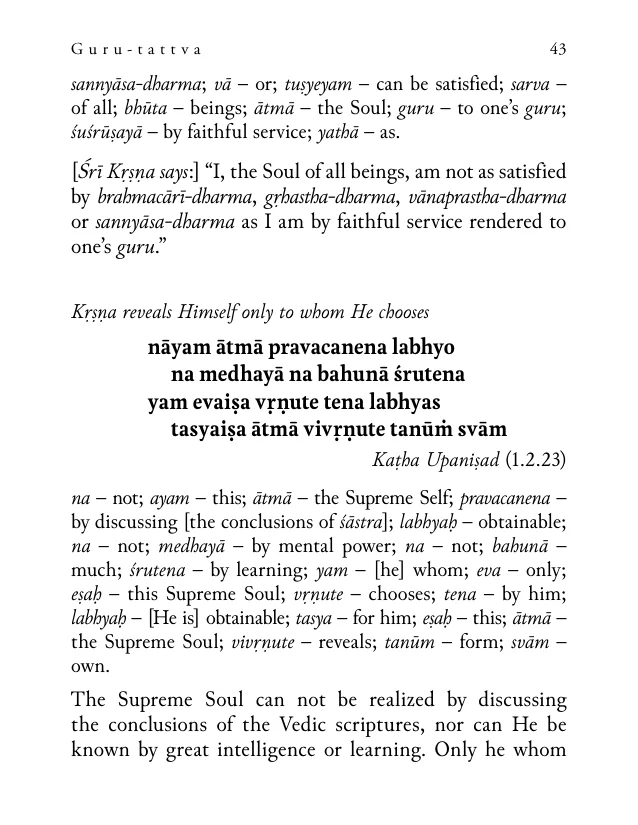 Guru-tattva 43
sannyāsa-dharma; vā – or; tuṣyeyam – can be satisfied; sarva –
of all; bhūta – beings; ātmā – the Soul; guru – to one’s guru;
śuśrūṣayā – by faithful service; yathā – as.
[Śrī Kṛṣṇa says:] “I, the Soul of all beings, am not as satisfied
by brahmacārī-dharma, gṛhastha-dharma, vānaprastha-dharma
or sannyāsa-dharma as I am by faithful service rendered to
one’s guru.”
Kṛṣṇa reveals Himself only to whom He chooses
nāyam ātmā pravacanena labhyo
na medhayā na bahunā śrutena
yam evaiṣa vṛṇute tena labhyas
tasyaiṣa ātmā vivṛṇute tanūṁ svām
Kaṭha Upaniṣad (1.2.23)
na – not; ayam – this; ātmā – the Supreme Self; pravacanena –
by discussing [the conclusions of śāstra]; labhyaḥ – obtainable;
na – not; medhayā – by mental power; na – not; bahunā –
much; śrutena – by learning; yam – [he] whom; eva – only;
eṣaḥ – this Supreme Soul; vṛṇute – chooses; tena – by him;
labhyaḥ – [He is] obtainable; tasya – for him; eṣaḥ – this; ātmā –
the Supreme Soul; vivṛṇute – reveals; tanūm – form; svām –
own.
The Supreme Soul can not be realized by discussing
the conclusions of the Vedic scriptures, nor can He be
known by great intelligence or learning. Only he whom